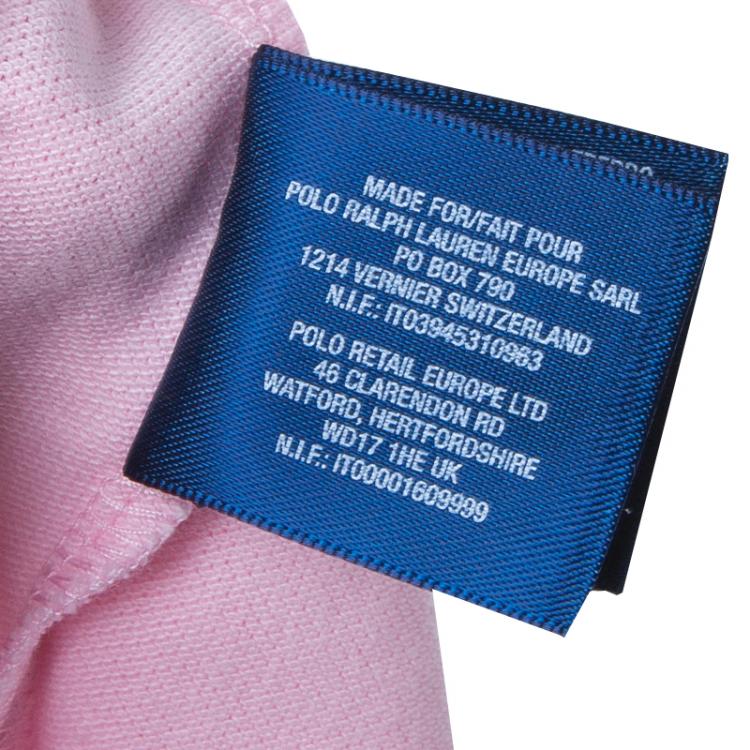 MADE FOR/FAIT POUR
POLO RALPH LAUREN EUROPE SARL
PO BOX 790
1214 VERNIER SWITZERLAND
N.I.F.: IT03945310963
POLO RETAIL EUROPE LTD
46 CLARENDON RD
WATFORD, HERTFORDSHIRE
WD17 1HE UK
N.I.F.: IT00001609999